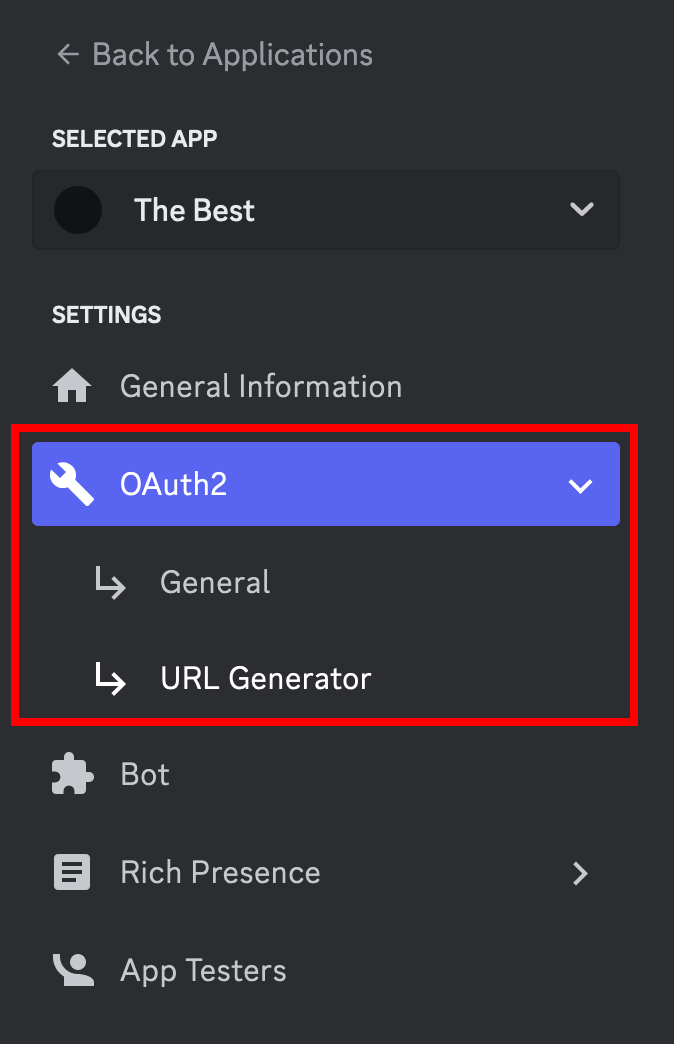 Back to Applications
SELECTED APP
The Best
SETTINGS
General Information
OAuth2
General
URL Generator
Bot
Rich Presence
App Testers